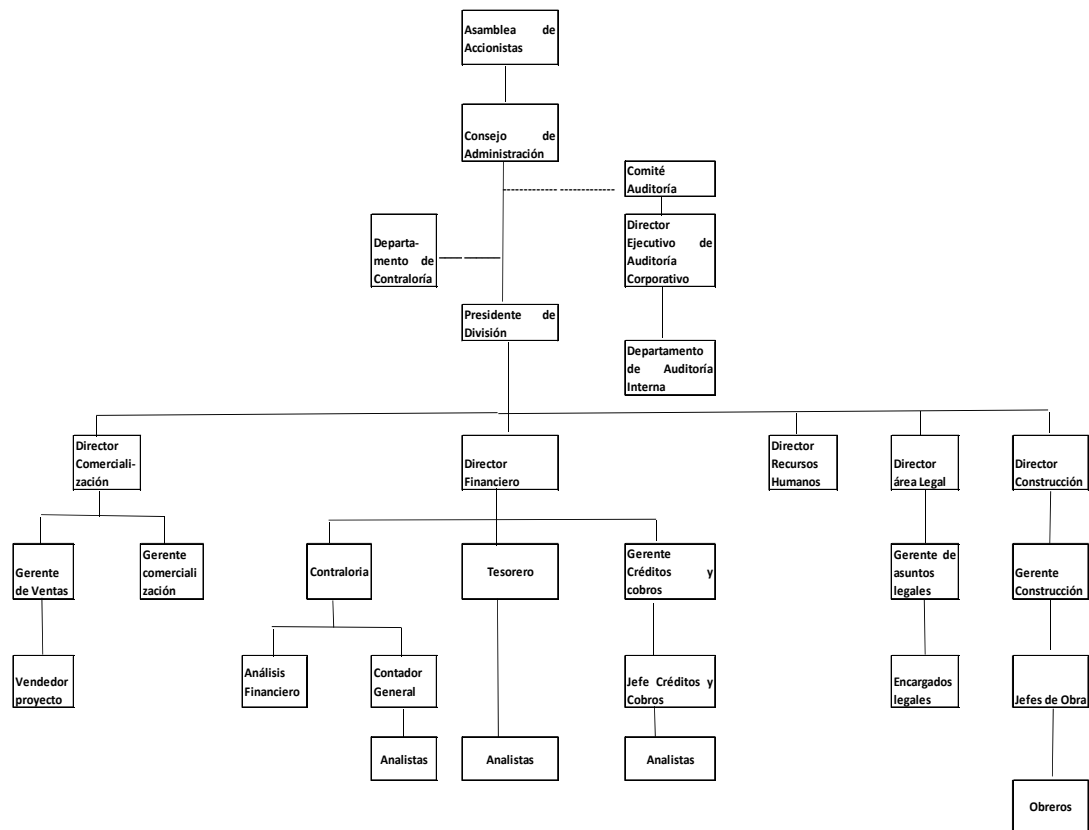 Asamblea de
Accionistas
Consejo de
Administración
Comité
Auditoría
Departa-
mento de
Contraloría
Director
Ejecutivo de
Auditoría
Corporativo
Presidente de
División
Departamento
de Auditoría
Interna
Director
Comerciali-
zación
Director
Financiero
Director
Recursos
Humanos
Director
área Legal
Director
Construcción
Gerente
de Ventas
Gerente
comerciali
zación
Contraloria
Tesorero
Gerente
Créditos y
cobros
Gerente de
asuntos
legales
Gerente
Construcción
Vendedor
proyecto
Análisis
Financiero
Contador
General
Jefe Créditos y
Cobros
Encargados
legales
Jefes de Obra
Analistas
Analistas
Analistas
Obreros